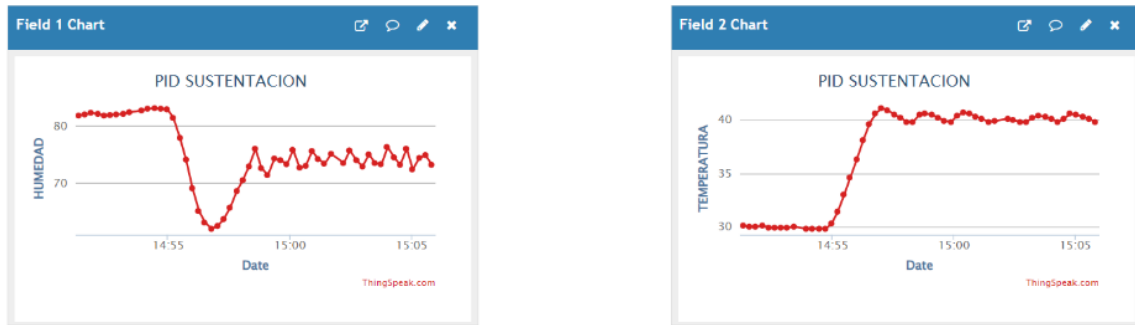 Field 1 Chart
PID SUSTENTACION
HUMEDAD
80
70
14:55 15:00 15:05
Date
ThingSpeak.com
Field 2 Chart
PID SUSTENTACION
TEMPERATURA
40
35
30
14:55 15:00 15:05
Date
ThingSpeak.com